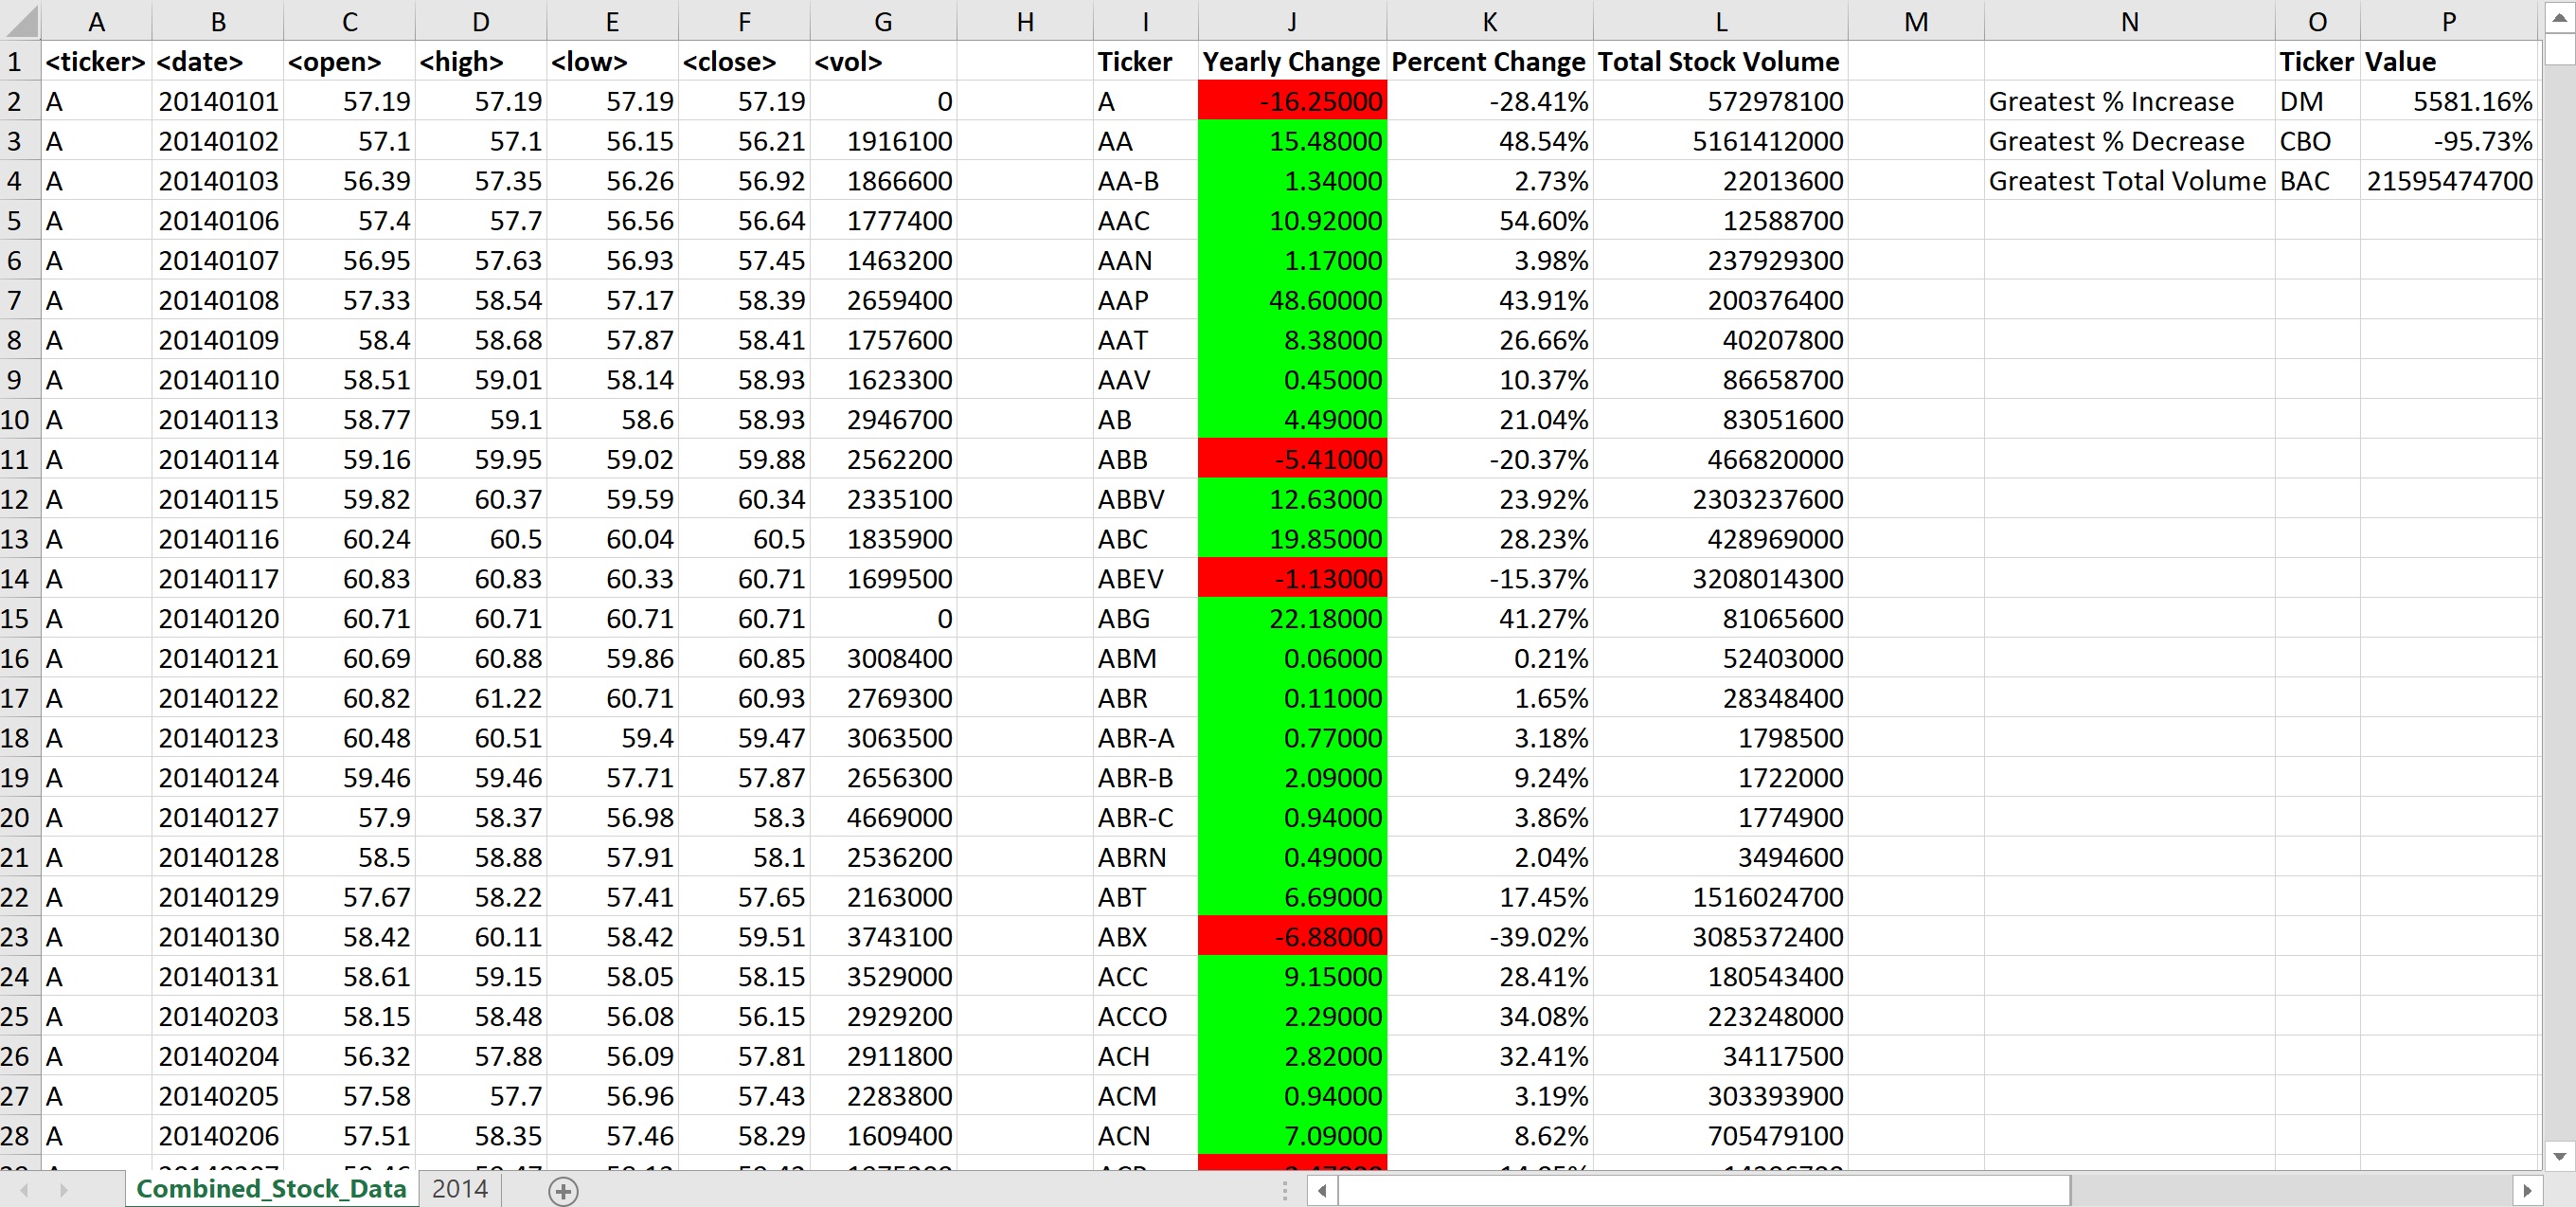 A B C D E F G H I J K L M N O P
1 <ticker> <date> <open> <high> <low> <close> <vol> Ticker Yearly Change Percent Change Total Stock Volume Ticker Value
2 A 20140101 57.19 57.19 57.19 57.19 0 A -16.25000 -28.41% 572978100 Greatest % Increase DM 5581.16%
3 A 20140102 57.1 57.1 56.15 56.21 1916100 AA 15.48000 48.54% 5161412000 Greatest % Decrease CBO -95.73%
4 A 20140103 56.39 57.35 56.26 56.92 1866600 AA-B 1.34000 2.73% 22013600 Greatest Total Volume BAC 21595474700
5 A 20140106 57.4 57.7 56.56 56.64 1777400 AAC 10.92000 54.60% 12588700
6 A 20140107 56.95 57.63 56.93 57.45 1463200 AAN 1.17000 3.98% 237929300
7 A 20140108 57.33 58.54 57.17 58.39 2659400 AAP 48.60000 43.91% 200376400
8 A 20140109 58.4 58.68 57.87 58.41 1757600 AAT 8.38000 26.66% 40207800
9 A 20140110 58.51 59.01 58.14 58.93 1623300 AAV 0.45000 10.37% 86658700
10 A 20140113 58.77 59.1 58.6 58.93 2946700 AB 4.49000 21.04% 83051600
11 A 20140114 59.16 59.95 59.02 59.88 2562200 ABB -5.41000 -20.37% 466820000
12 A 20140115 59.82 60.37 59.59 60.34 2335100 ABBV 12.63000 23.92% 2303237600
13 A 20140116 60.24 60.5 60.04 60.5 1835900 ABC 19.85000 28.23% 428969000
14 A 20140117 60.83 60.83 60.33 60.71 1699500 ABEV -1.13000 -15.37% 3208014300
15 A 20140120 60.71 60.71 60.71 60.71 0 ABG 22.18000 41.27% 81065600
16 A 20140121 60.69 60.88 59.86 60.85 3008400 ABM 0.06000 0.21% 52403000
17 A 20140122 60.82 61.22 60.71 60.93 2769300 ABR 0.11000 1.65% 28348400
18 A 20140123 60.48 60.51 59.4 59.47 3063500 ABR-A 0.77000 3.18% 1798500
19 A 20140124 59.46 59.46 57.71 57.87 2656300 ABR-B 2.09000 9.24% 1722000
20 A 20140127 57.9 58.37 56.98 58.3 4669000 ABR-C 0.94000 3.86% 1774900
21 A 20140128 58.5 58.88 57.91 58.1 2536200 ABRN 0.49000 2.04% 3494600
22 A 20140129 57.67 58.22 57.41 57.65 2163000 ABT 6.69000 17.45% 1516024700
23 A 20140130 58.42 60.11 58.42 59.51 3743100 ABX -6.88000 -39.02% 3085372400
24 A 20140131 58.61 59.15 58.05 58.15 3529000 ACC 9.15000 28.41% 180543400
25 A 20140203 58.15 58.48 56.08 56.15 2929200 ACCO 2.29000 34.08% 223248000
26 A 20140204 56.32 57.88 56.09 57.81 2911800 ACH 2.82000 32.41% 34117500
27 A 20140205 57.58 57.7 56.96 57.43 2283800 ACM 0.94000 3.19% 303393900
28 A 20140206 57.51 58.35 57.46 58.29 1609400 ACN 7.09000 8.62% 705479100
Combined_Stock_Data 2014